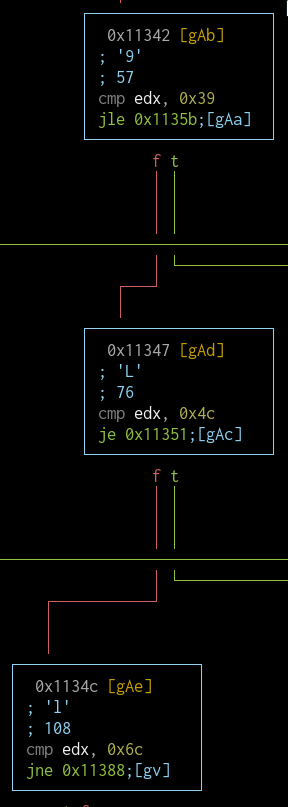 0x11342 [gAb]
; '9'
; 57
cmp edx, 0x39
jle 0x1135b;[gAa]
f t
0x11347 [gAd]
; 'L'
; 76
cmp edx, 0x4c
je 0x11351;[gAc]
f t
0x1134c [gAe]
; 'l'
; 108
cmp edx, 0x6c
jne 0x11388;[gv]